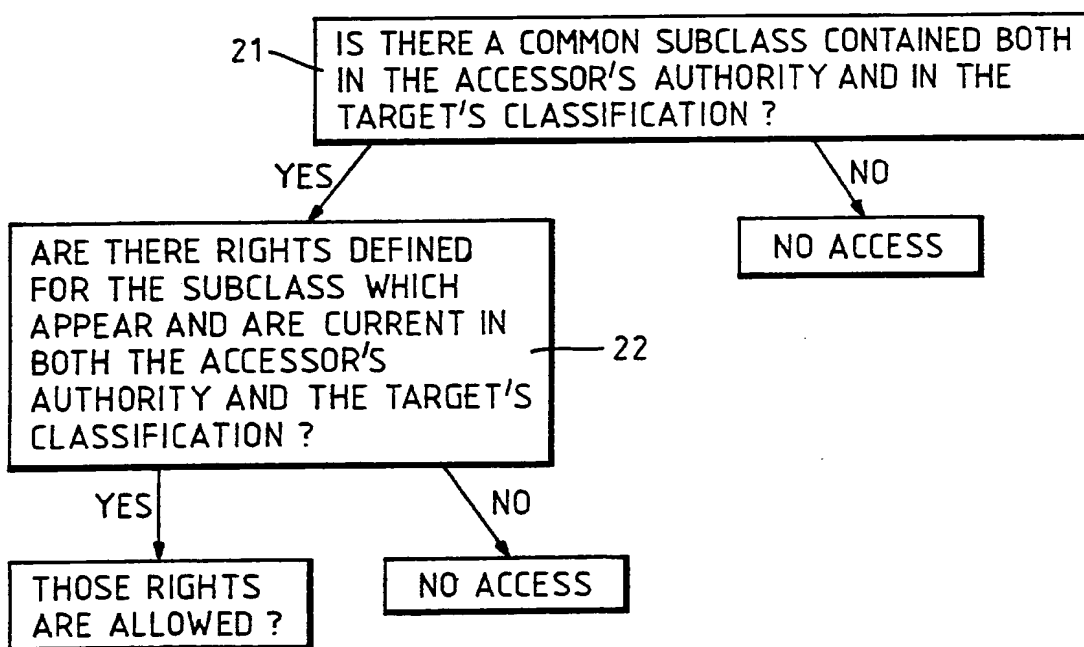 21
IS THERE A COMMON SUBCLASS CONTAINED BOTH
IN THE ACCESSOR'S AUTHORITY AND IN THE
TARGET'S CLASSIFICATION ?
YES
NO
ARE THERE RIGHTS DEFINED
FOR THE SUBCLASS WHICH
APPEAR AND ARE CURRENT IN
BOTH THE ACCESSOR'S
AUTHORITY AND THE TARGET'S
CLASSIFICATION ?
22
NO ACCESS
YES
NO
THOSE RIGHTS
ARE ALLOWED ?
NO ACCESS